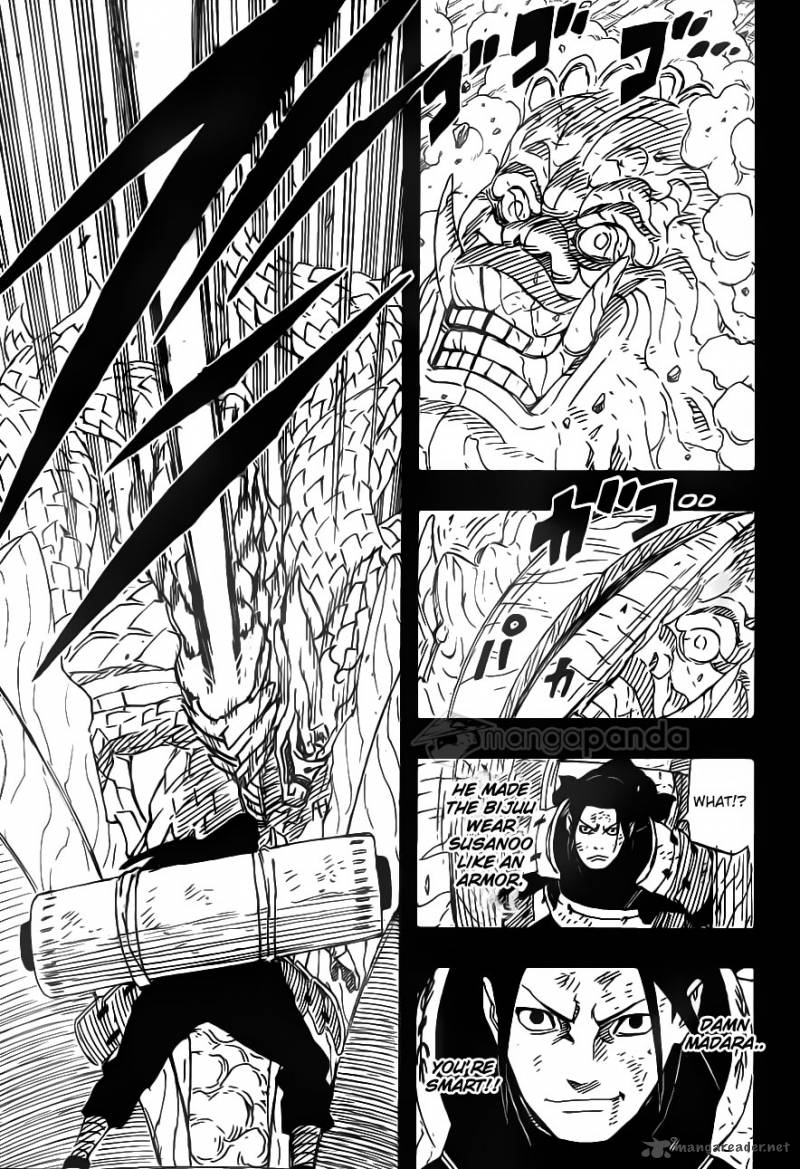 ゴゴゴ...
ガコ..
パカ
mangapanda
WHAT!?
HE MADE
THE BIJUU
WEAR
SUSANOO
LIKE AN
ARMOR.
DAMN
MADARA..
YOU'RE
SMART!!
mangareader.net